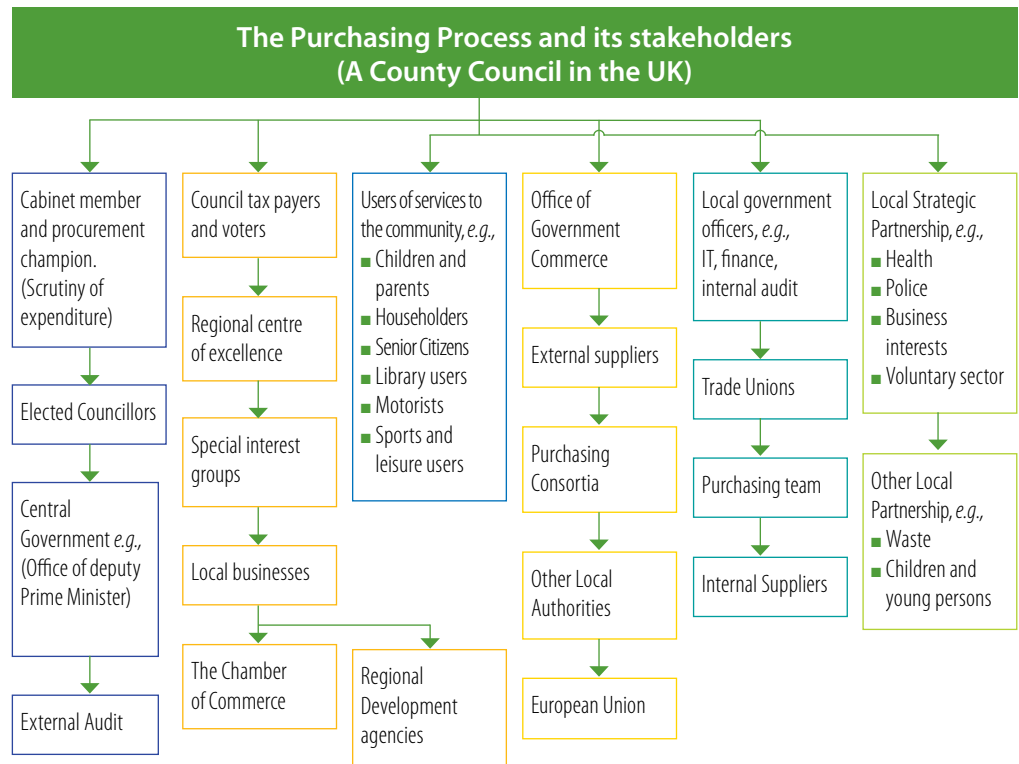 The Purchasing Process and its stakeholders
(A County Council in the UK)
Cabinet member
and procurement
champion.
(Scrutiny of
expenditure)
Elected Councillors
Central
Government e.g.,
(Office of deputy
Prime Minister)
External Audit
Council tax payers
and voters
Regional centre
of excellence
Special interest
groups
Local businesses
The Chamber
of Commerce
Regional
Development
agencies
Users of services to
the community, e.g.,
■ Children and
parents
■ Householders
■ Senior Citizens
■ Library users
■ Motorists
■ Sports and
leisure users
Office of
Government
Commerce
External suppliers
Purchasing
Consortia
Other Local
Authorities
European Union
Local government
officers, e.g.,
IT, finance,
internal audit
Trade Unions
Purchasing team
Internal Suppliers
Local Strategic
Partnership, e.g.,
■ Health
■ Police
■ Business
interests
■ Voluntary sector
Other Local
Partnership, e.g.,
■ Waste
■ Children and
young persons